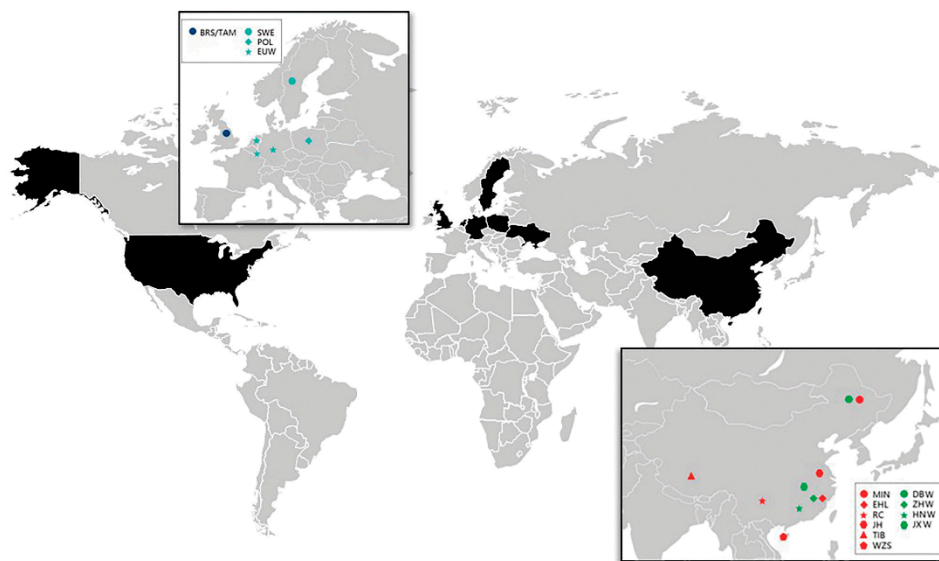 BRS/TAM
SWE
POL
EUW
MIN
EHL
RC
JH
TIB
WZS
DBW
ZHW
HNW
JXW